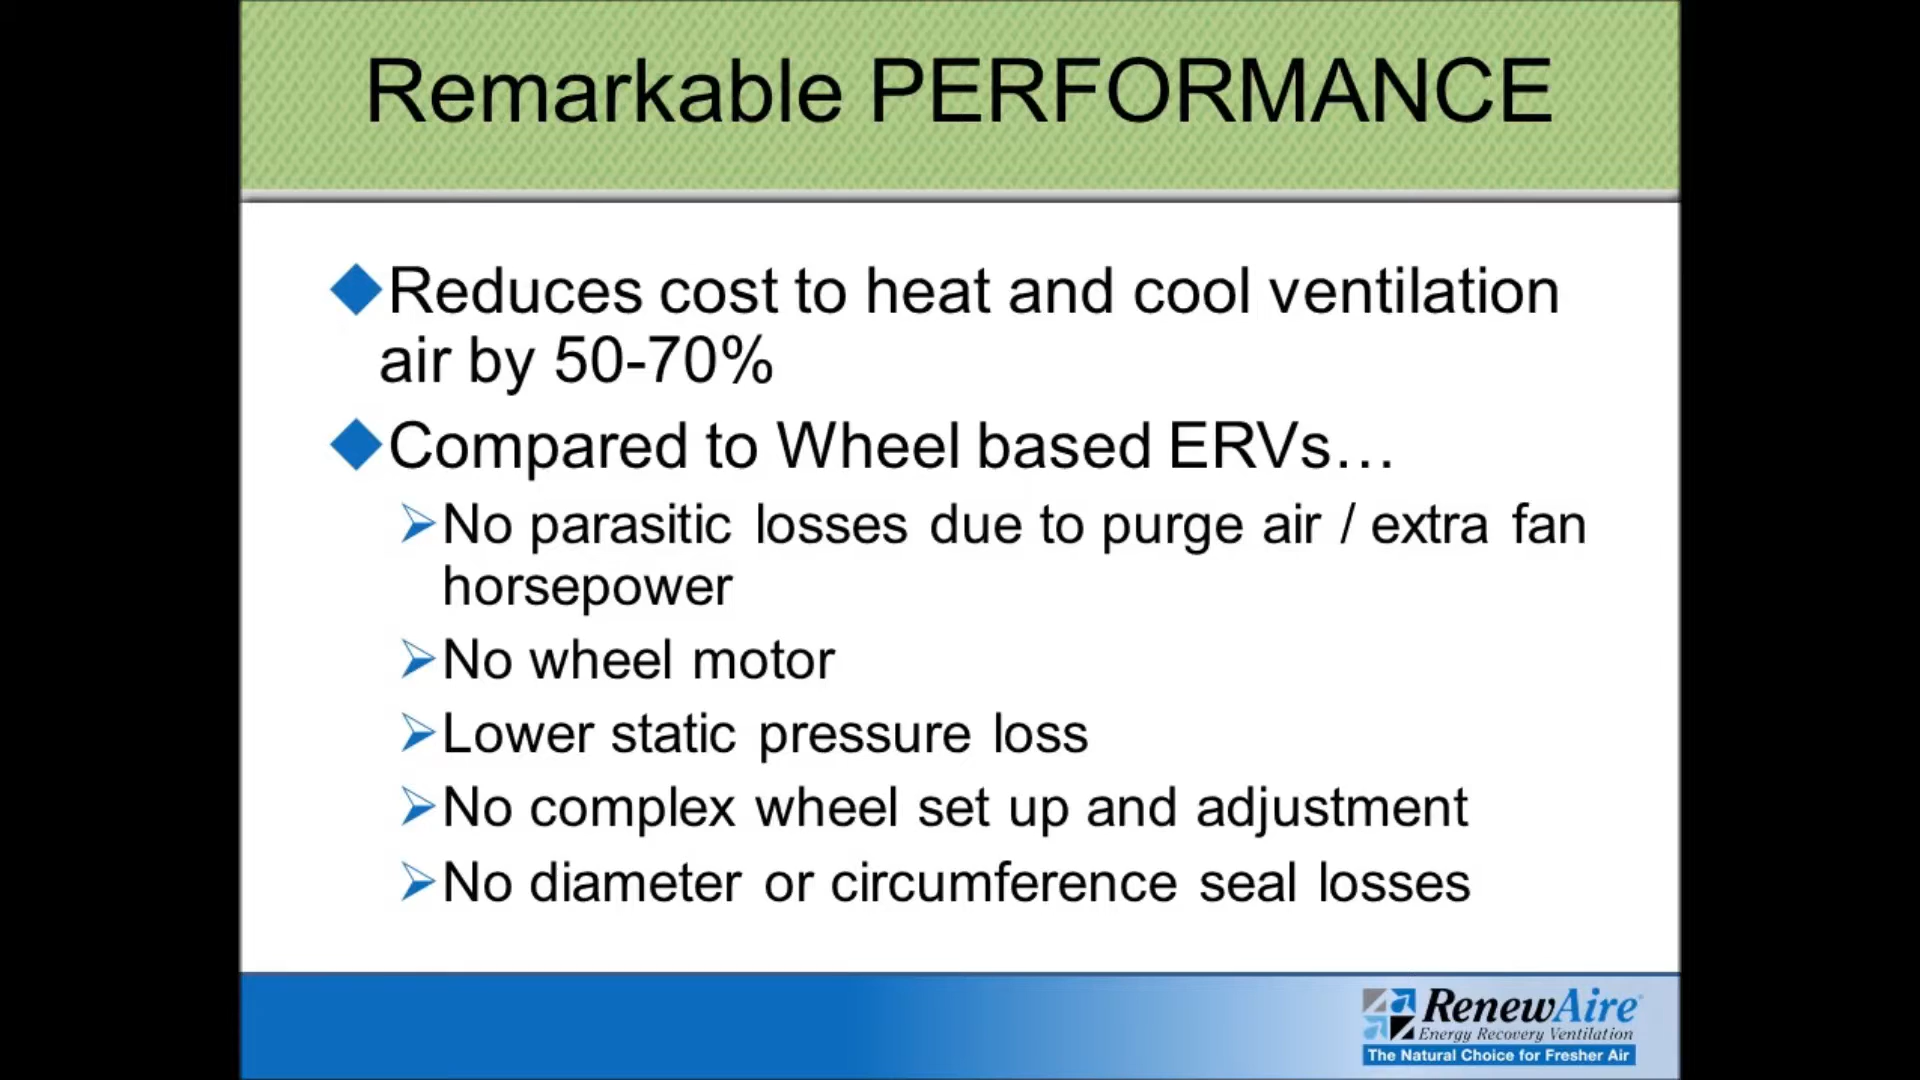 Remarkable PERFORMANCE
Reduces cost to heat and cool ventilation
air by 50-70%
Compared to Wheel based ERVs…
No parasitic losses due to purge air / extra fan
horsepower
No wheel motor
Lower static pressure loss
No complex wheel set up and adjustment
No diameter or circumference seal losses
RenewAire
Energy Recovery Ventilation
The Natural Choice for Fresher Air